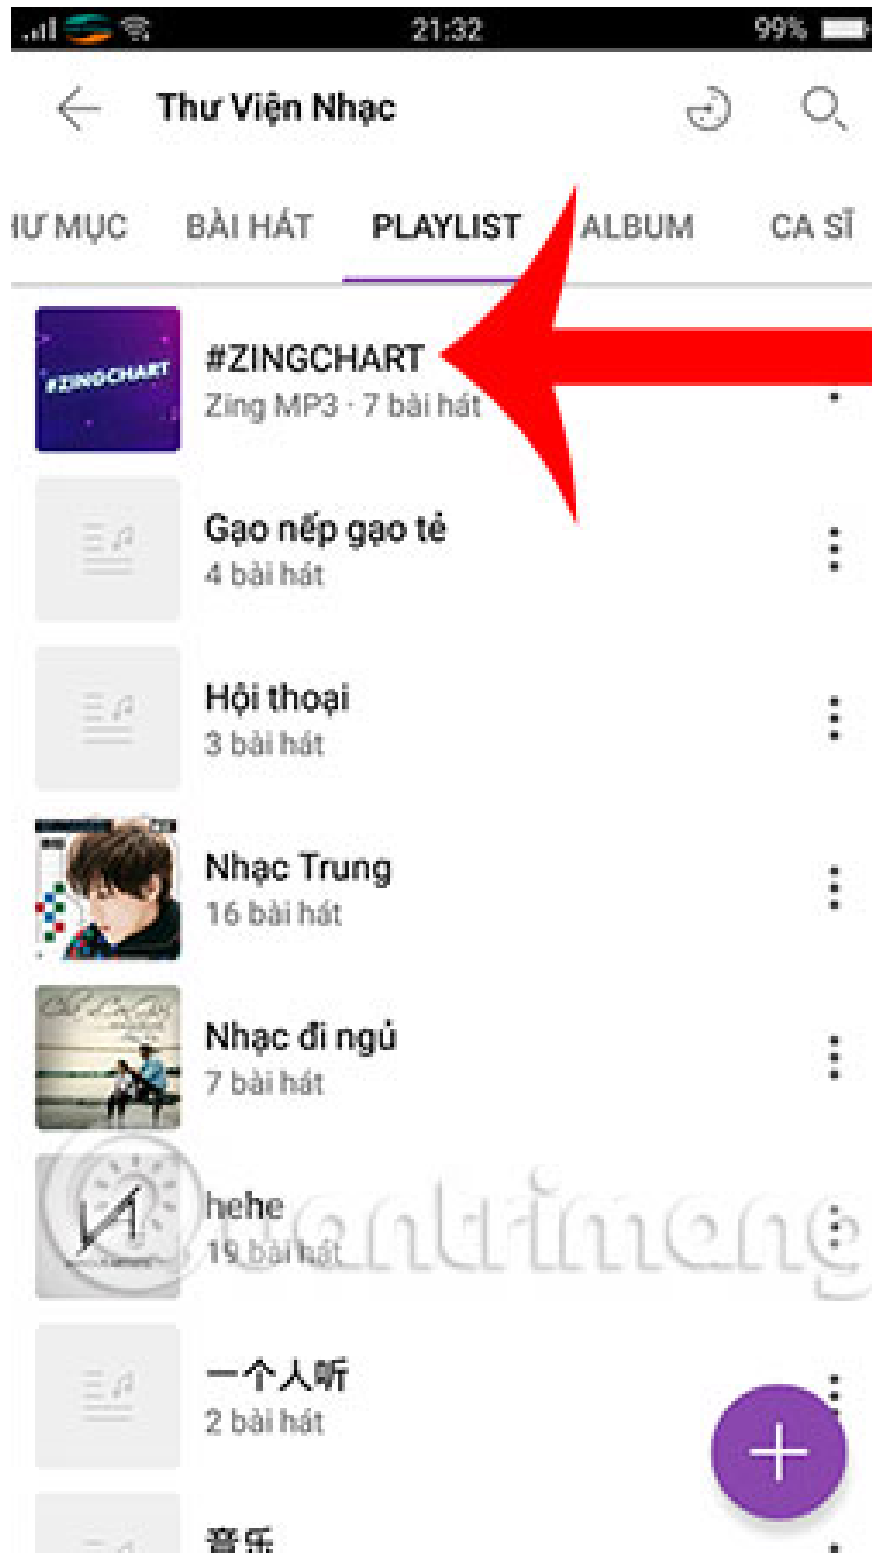 21:32
99%
Thư Viện Nhạc
HƯ MỤC BÀI HÁT PLAYLIST ALBUM CA SĨ
#ZINGCHART
#ZINGCHART
Zing MP3 · 7 bài hát
Gạo nếp gạo tẻ
4 bài hát
Hội thoại
3 bài hát
Nhạc Trung
16 bài hát
Nhạc đi ngủ
7 bài hát
hehe
19 bài hát
uantrimang
一个人听
2 bài hát
音乐